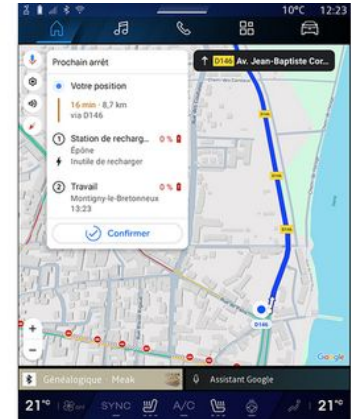 10°C 12:23
Prochain arrêt
Votre position
16 min · 8,7 km
via D146
1 Station de recharg... 0 %
Épône
Inutile de recharger
2 Travail 0 %
Montigny-le-Bretonneux
13:23
Confirmer
D146 Av. Jean-Baptiste Cor...
D146
D146
D146
D146
+
−
Google
Généalogique · Meak
Assistant Google
21° SYNC A/C 21°